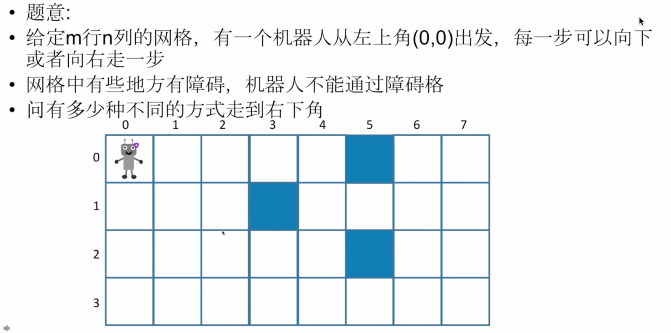 • 题意:
• 给定m行n列的网格，有一个机器人从左上角(0,0)出发，每一步可以向下
或者向右走一步
• 网格中有些地方有障碍，机器人不能通过障碍格
• 问有多少种不同的方式走到右下角
0 1 2 3 4 5 6 7
0
1
2
3